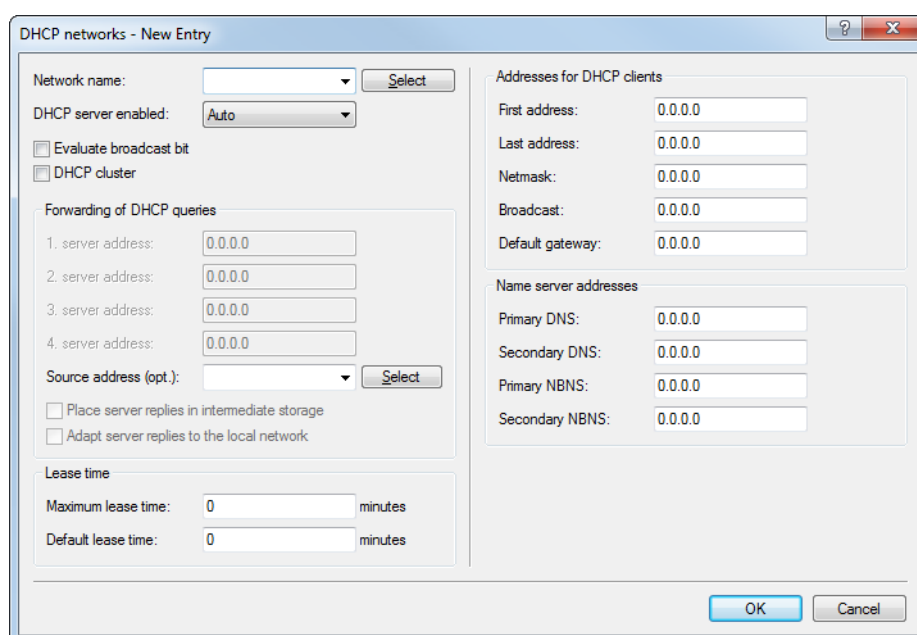 DHCP networks - New Entry
?
Network name:
Select
DHCP server enabled:
Auto
Evaluate broadcast bit
DHCP cluster
Forwarding of DHCP queries
1. server address:
0.0.0.0
2. server address:
0.0.0.0
3. server address:
0.0.0.0
4. server address:
0.0.0.0
Source address (opt.):
Select
Place server replies in intermediate storage
Adapt server replies to the local network
Lease time
Maximum lease time:
0
minutes
Default lease time:
0
minutes
Addresses for DHCP clients
First address:
0.0.0.0
Last address:
0.0.0.0
Netmask:
0.0.0.0
Broadcast:
0.0.0.0
Default gateway:
0.0.0.0
Name server addresses
Primary DNS:
0.0.0.0
Secondary DNS:
0.0.0.0
Primary NBNS:
0.0.0.0
Secondary NBNS:
0.0.0.0
OK
Cancel